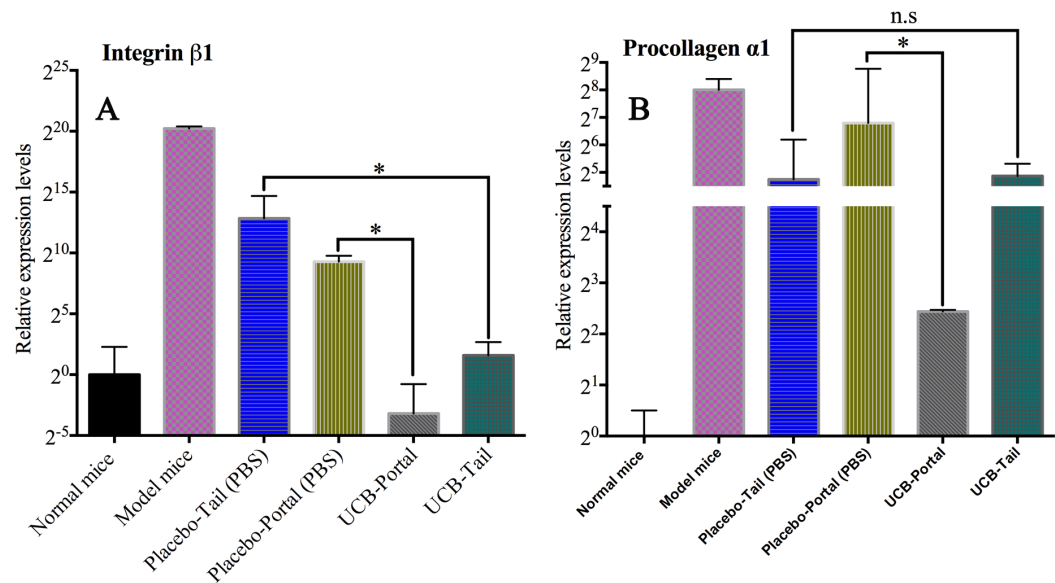 Integrin β1
A
Relative expression levels
2^25
2^20
2^15
2^10
2^5
2^0
2^-5
*
*
Normal mice
Model mice
Placebo-Tail (PBS)
Placebo-Portal (PBS)
UCB-Portal
UCB-Tail
Procollagen α1
B
n.s
*
Relative expression levels
Relative expression levels
2^9
2^8
2^7
2^6
2^5
2^4
2^3
2^2
2^1
2^0
Normal mice
Model mice
Placebo-Tail (PBS)
Placebo-Portal (PBS)
UCB-Portal
UCB-Tail